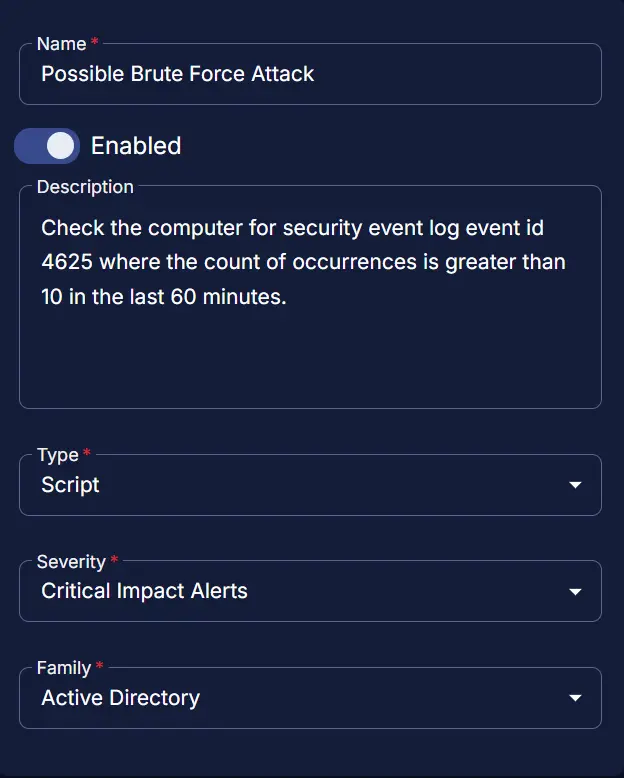 Name *
Possible Brute Force Attack
Enabled
Description
Check the computer for security event log event id
4625 where the count of occurrences is greater than
10 in the last 60 minutes.
Type *
Script
Severity *
Critical Impact Alerts
Family *
Active Directory